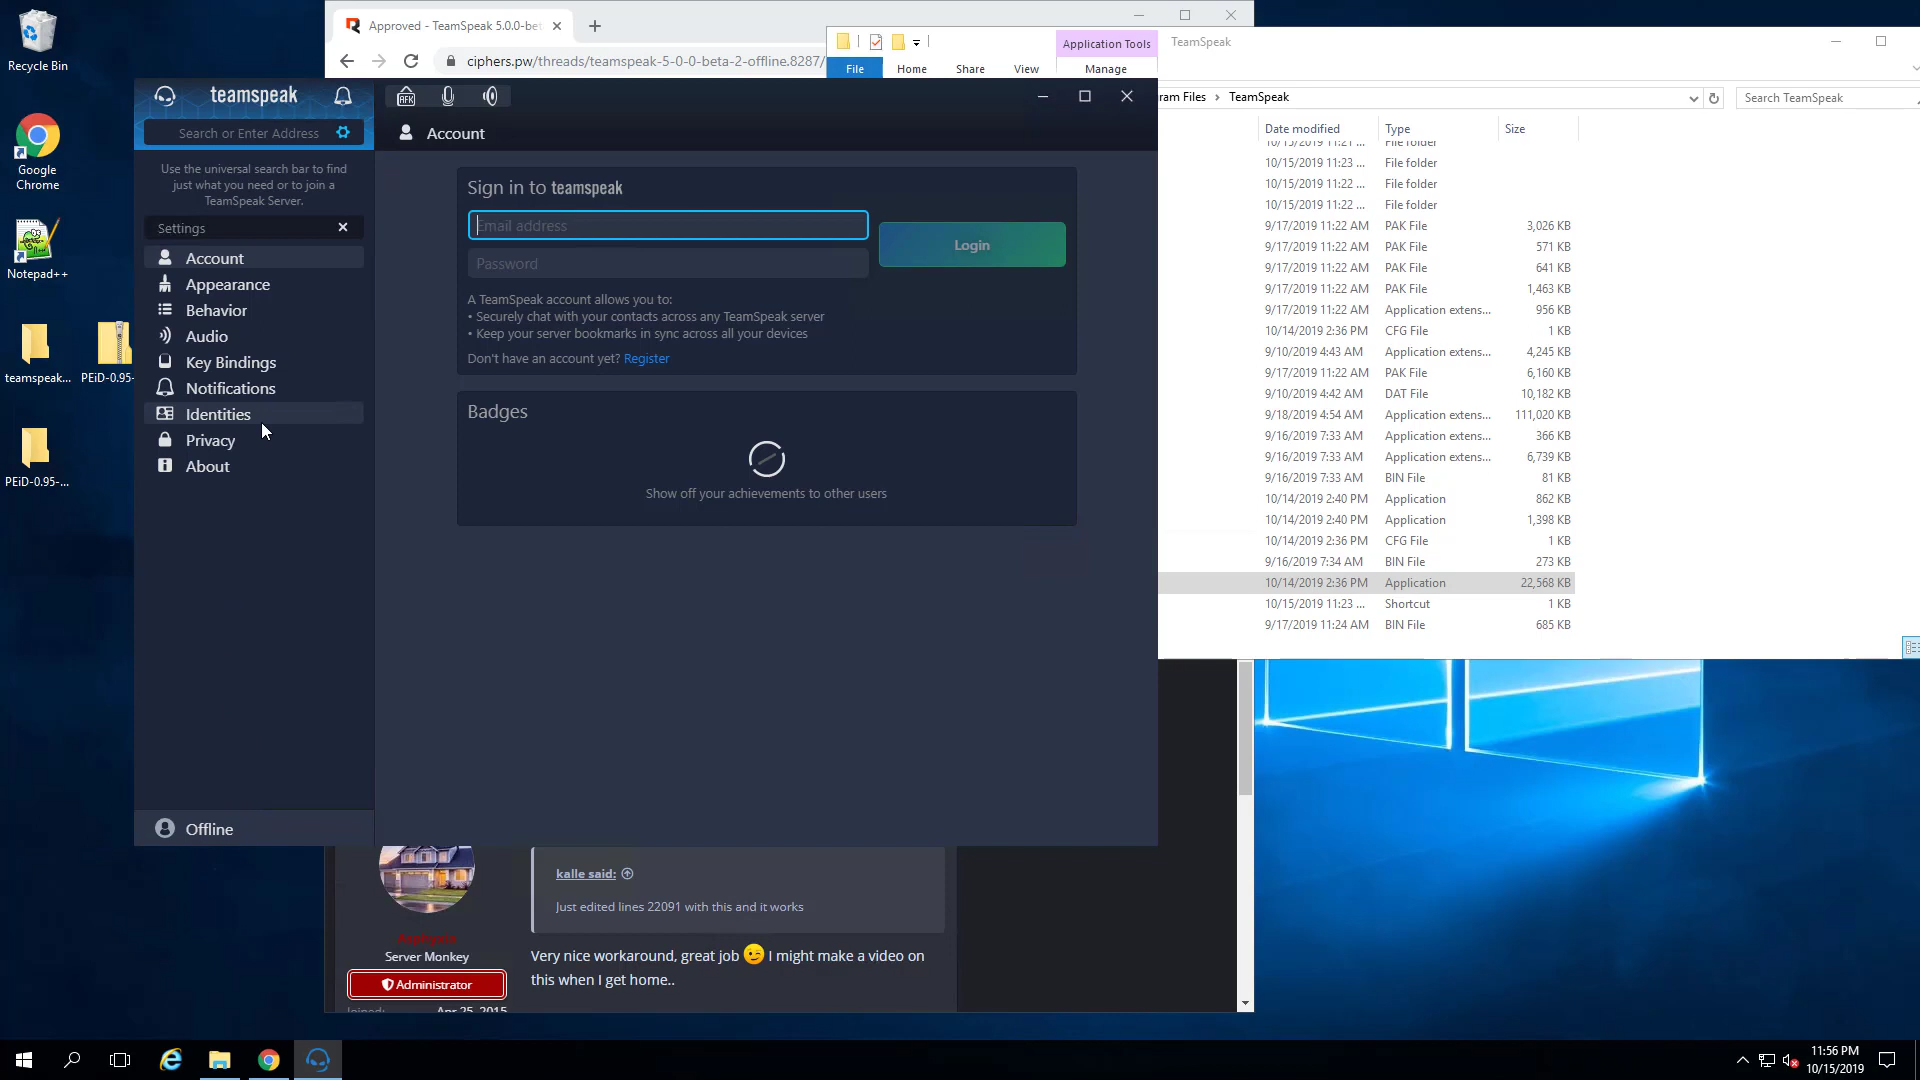 Recycle Bin
Google
Chrome
Notepad++
teamspeak...
PEiD-0.95-
PEiD-0.95-...
Approved - TeamSpeak 5.0.0-bet
ciphers.pw/threads/teamspeak-5-0-0-beta-2-offline.8287/
Application Tools
TeamSpeak
File
Home
Share
View
Manage
ram Files
TeamSpeak
Search TeamSpeak
Date modified
Type
Size
10/15/2019 11:21 ... File folder
10/15/2019 11:23 ... File folder
10/15/2019 11:22 ... File folder
10/15/2019 11:22 ... File folder
9/17/2019 11:22 AM PAK File 3,026 KB
9/17/2019 11:22 AM PAK File 571 KB
9/17/2019 11:22 AM PAK File 641 KB
9/17/2019 11:22 AM PAK File 1,463 KB
9/17/2019 11:22 AM Application extens... 956 KB
10/14/2019 2:36 PM CFG File 1 KB
9/10/2019 4:43 AM Application extens... 4,245 KB
9/17/2019 11:22 AM PAK File 6,160 KB
9/10/2019 4:42 AM DAT File 10,182 KB
9/18/2019 4:54 AM Application extens... 111,020 KB
9/16/2019 7:33 AM Application extens... 366 KB
9/16/2019 7:33 AM Application extens... 6,739 KB
9/16/2019 7:33 AM BIN File 81 KB
10/14/2019 2:40 PM Application 862 KB
10/14/2019 2:40 PM Application 1,398 KB
10/14/2019 2:36 PM CFG File 1 KB
9/16/2019 7:34 AM BIN File 273 KB
10/14/2019 2:36 PM Application 22,568 KB
10/15/2019 11:23 ... Shortcut 1 KB
9/17/2019 11:24 AM BIN File 685 KB
teamspeak
AFK
Search or Enter Address
Use the universal search bar to find
just what you need or to join a
TeamSpeak Server.
Settings
Account
Appearance
Behavior
Audio
Key Bindings
Notifications
Identities
Privacy
About
Offline
Account
Sign in to teamspeak
Email address
Password
Login
A TeamSpeak account allows you to:
• Securely chat with your contacts across any TeamSpeak server
• Keep your server bookmarks in sync across all your devices
Don't have an account yet? Register
Badges
Show off your achievements to other users
Server Monkey
Administrator
Joined:
Apr 25, 2015
kalle said:
Just edited lines 22091 with this and it works
Very nice workaround, great job 😉 I might make a video on
this when I get home..
11:56 PM
10/15/2019